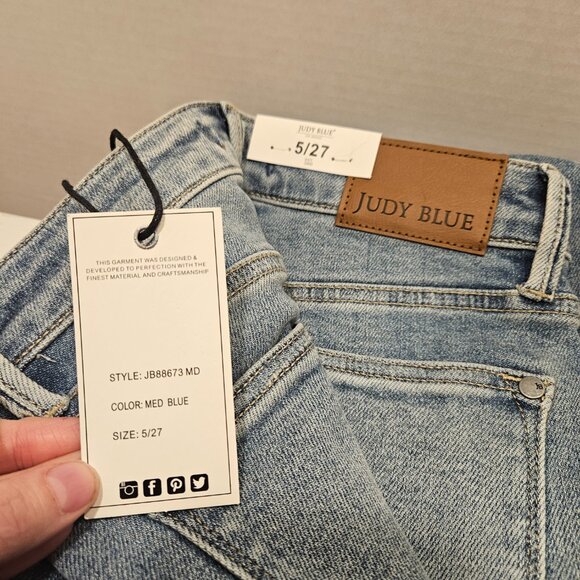 JUDY BLUE
5/27
JUDY BLUE
THIS GARMENT WAS DESIGNED &
DEVELOPED TO PERFECTION WITH THE
FINEST MATERIAL AND CRAFTSMANSHIP
STYLE: JB88673 MD
COLOR: MED BLUE
SIZE: 5/27